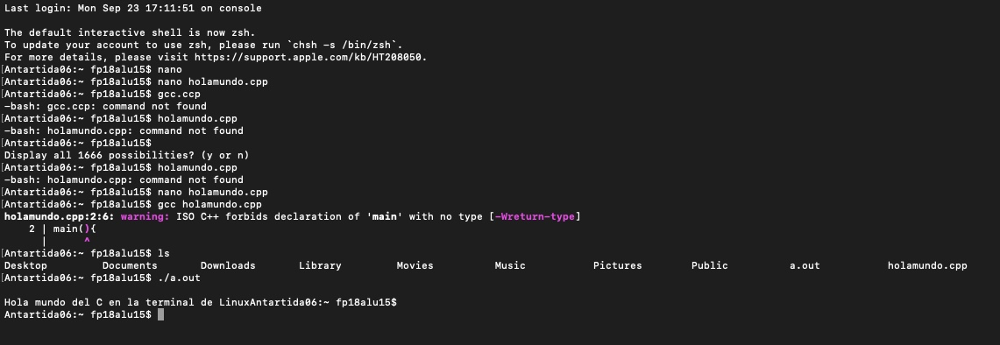 Last login: Mon Sep 23 17:11:51 on console
The default interactive shell is now zsh.
To update your account to use zsh, please run `chsh -s /bin/zsh`.
For more details, please visit https://support.apple.com/kb/HT208050.
[Antartida06:~ fp18alu15$ nano
[Antartida06:~ fp18alu15$ nano holamundo.cpp
[Antartida06:~ fp18alu15$ gcc.ccp
-bash: gcc.ccp: command not found
[Antartida06:~ fp18alu15$ holamundo.cpp
-bash: holamundo.cpp: command not found
[Antartida06:~ fp18alu15$
Display all 1666 possibilities? (y or n)
[Antartida06:~ fp18alu15$ holamundo.cpp
-bash: holamundo.cpp: command not found
[Antartida06:~ fp18alu15$ nano holamundo.cpp
[Antartida06:~ fp18alu15$ gcc holamundo.cpp
holamundo.cpp:2:6: warning: ISO C++ forbids declaration of 'main' with no type [-Wreturn-type]
    2 | main(){
      |      ^
[Antartida06:~ fp18alu15$ ls
Desktop Documents Downloads Library Movies Music Pictures Public a.out holamundo.cpp
[Antartida06:~ fp18alu15$ ./a.out
Hola mundo del C en la terminal de LinuxAntartida06:~ fp18alu15$
Antartida06:~ fp18alu15$